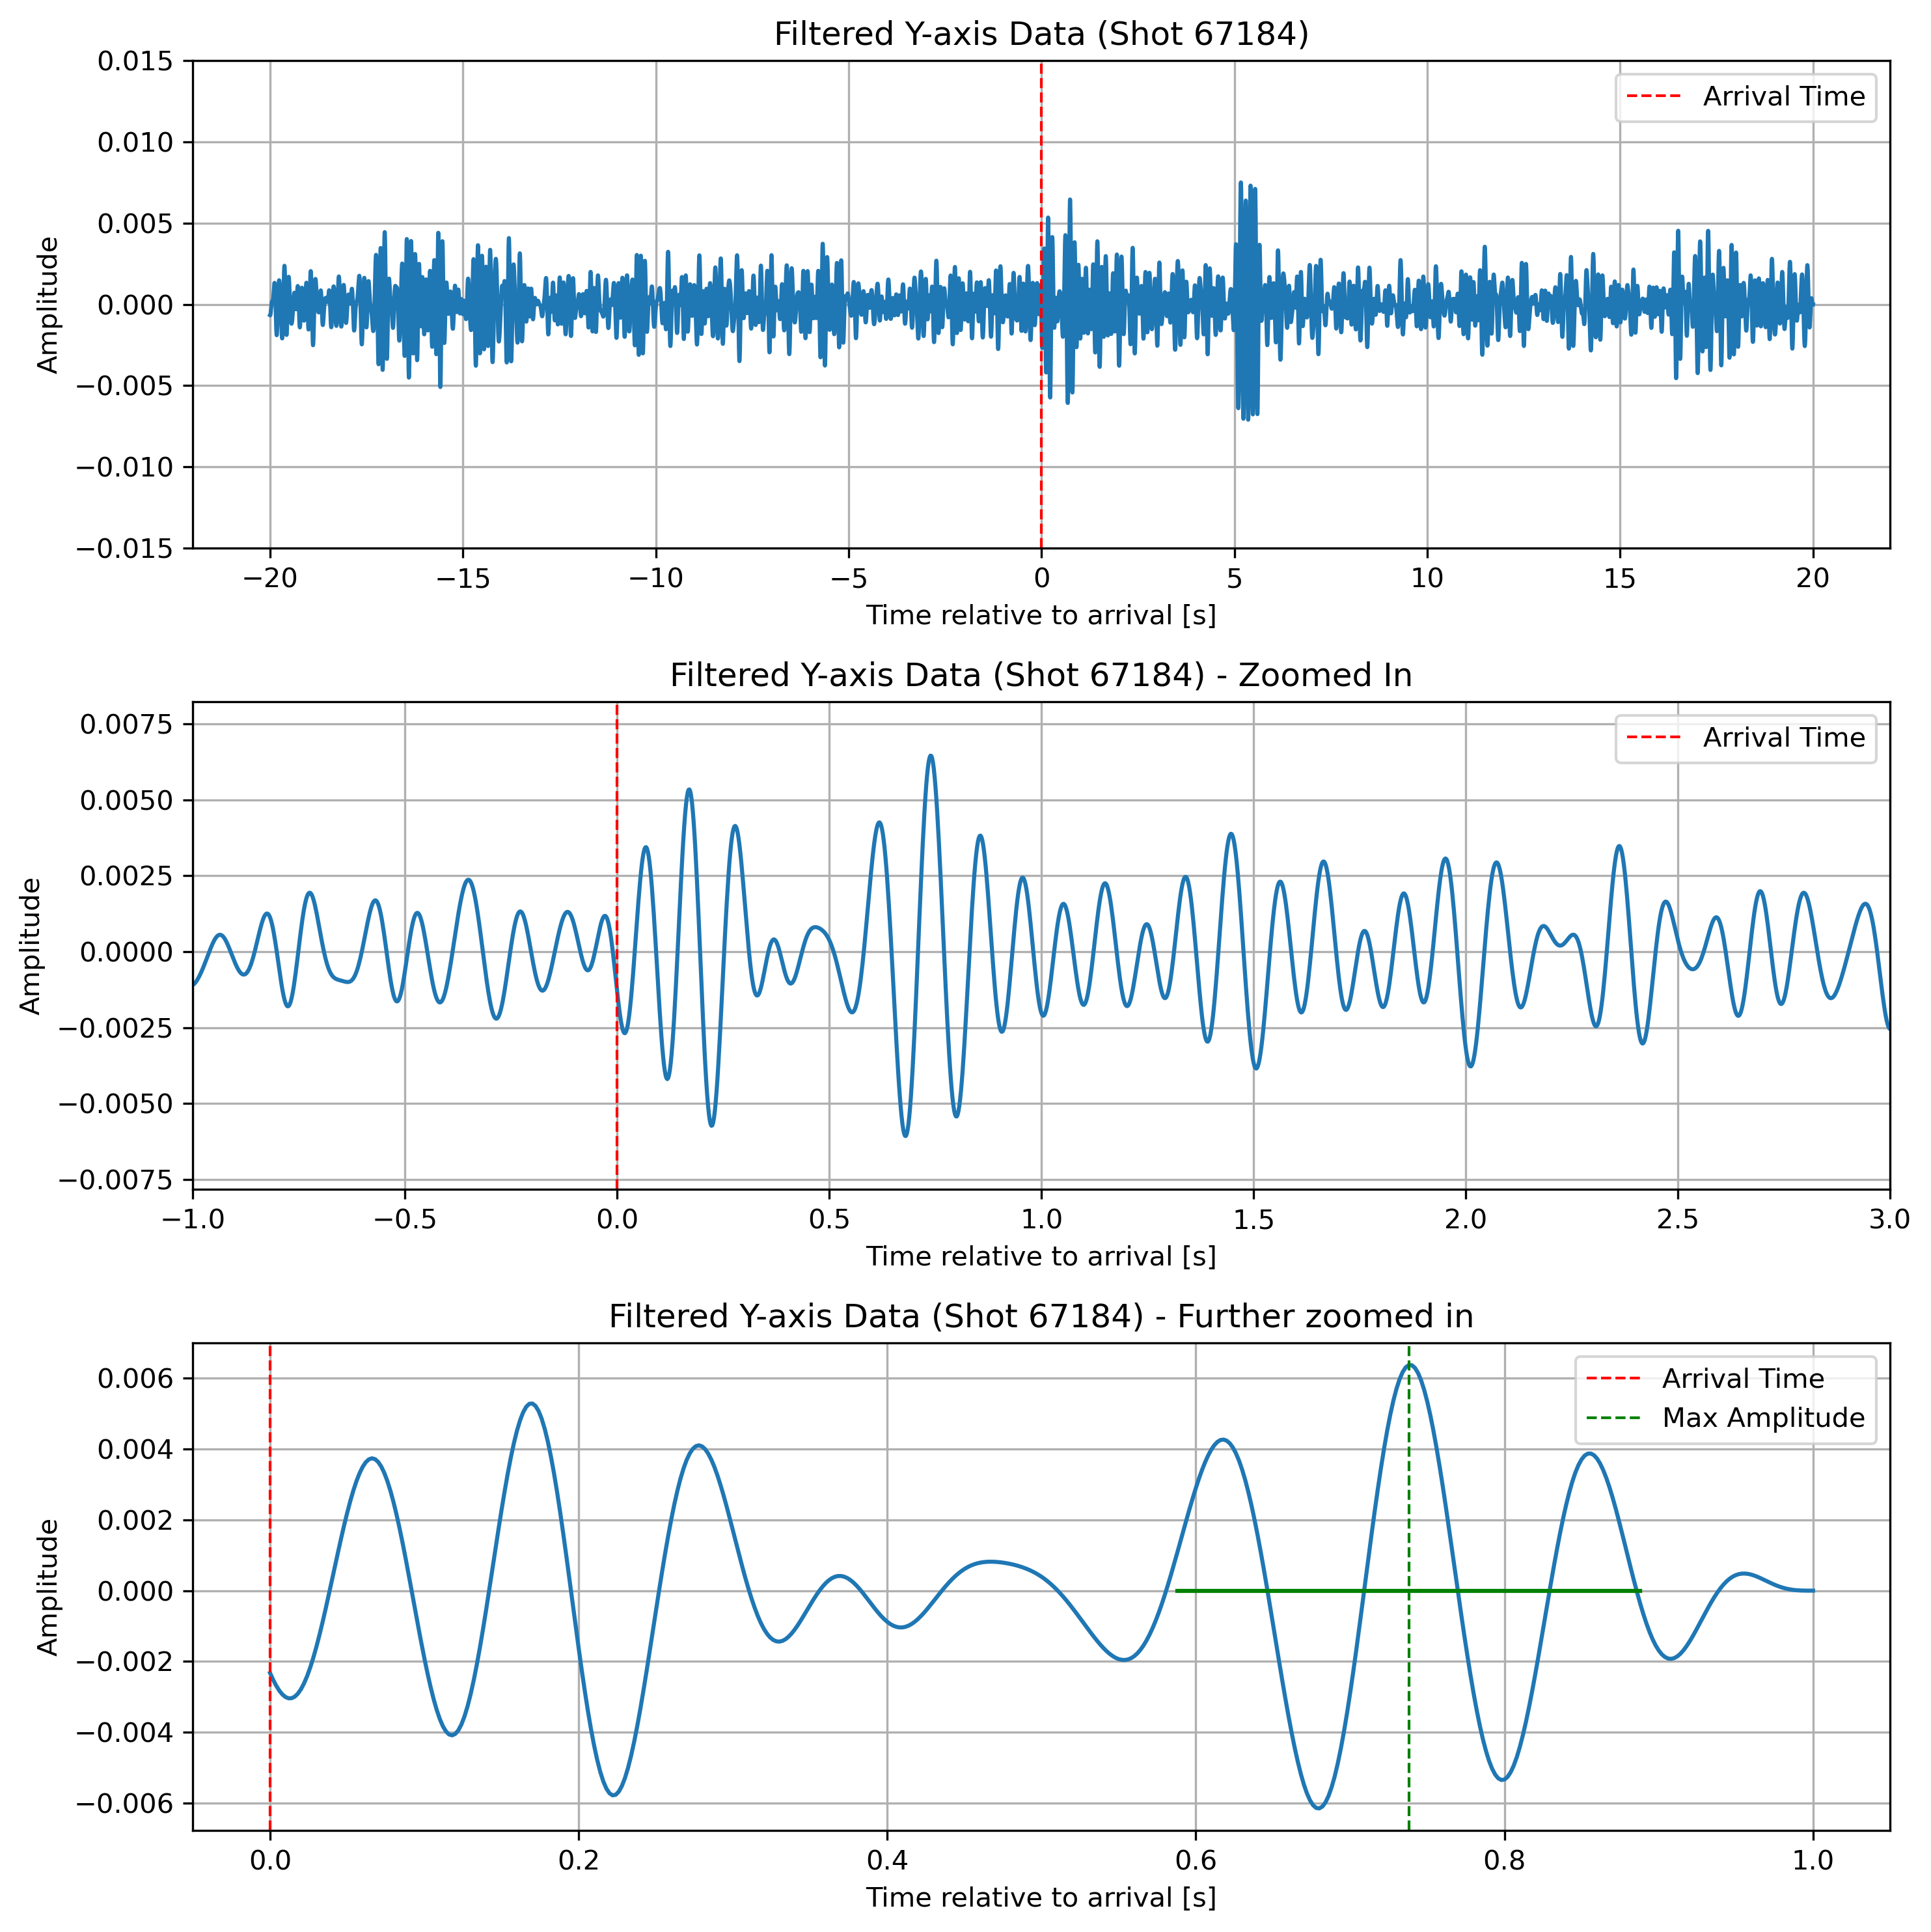 Filtered Y-axis Data (Shot 67184)
0.015
0.010
0.005
0.000
−0.005
−0.010
−0.015
Amplitude
Arrival Time
−20 −15 −10 −5 0 5 10 15 20
Time relative to arrival [s]
Filtered Y-axis Data (Shot 67184) - Zoomed In
0.0075
0.0050
0.0025
0.0000
−0.0025
−0.0050
−0.0075
Amplitude
Arrival Time
−1.0 −0.5 0.0 0.5 1.0 1.5 2.0 2.5 3.0
Time relative to arrival [s]
Filtered Y-axis Data (Shot 67184) - Further zoomed in
0.006
0.004
0.002
0.000
−0.002
−0.004
−0.006
Amplitude
Arrival Time
Max Amplitude
0.0 0.2 0.4 0.6 0.8 1.0
Time relative to arrival [s]